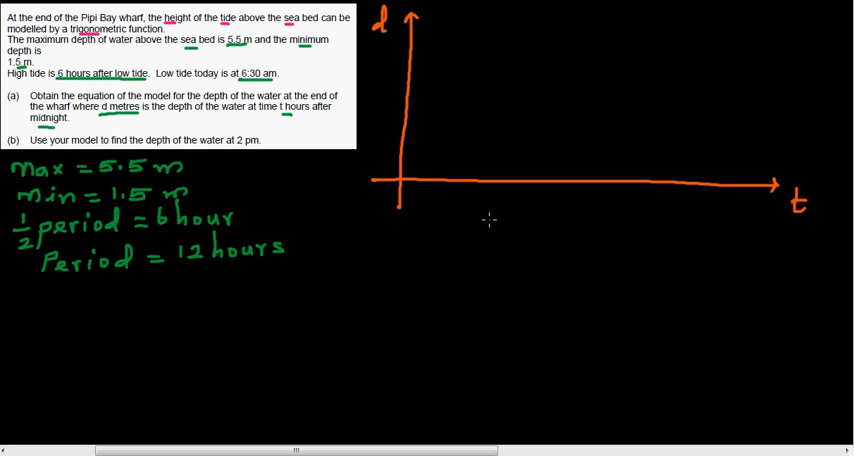 At the end of the Pipi Bay wharf, the height of the tide above the sea bed can be
modelled by a trigonometric function.
The maximum depth of water above the sea bed is 5.5 m and the minimum
depth is
1.5 m.
High tide is 6 hours after low tide.  Low tide today is at 6:30 am.
(a) Obtain the equation of the model for the depth of the water at the end of
the wharf where d metres is the depth of the water at time t hours after
midnight.
(b) Use your model to find the depth of the water at 2 pm.
max = 5.5 m
min = 1.5 m
1/2 period = 6 hour
Period = 12 hours
d
t